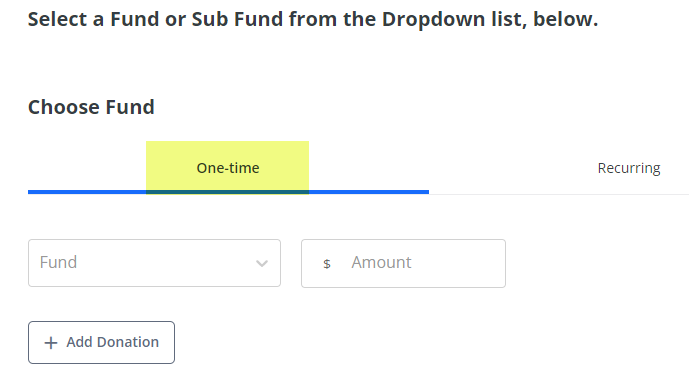 Select a Fund or Sub Fund from the Dropdown list, below.
Choose Fund
One-time Recurring
Fund $ Amount
+ Add Donation